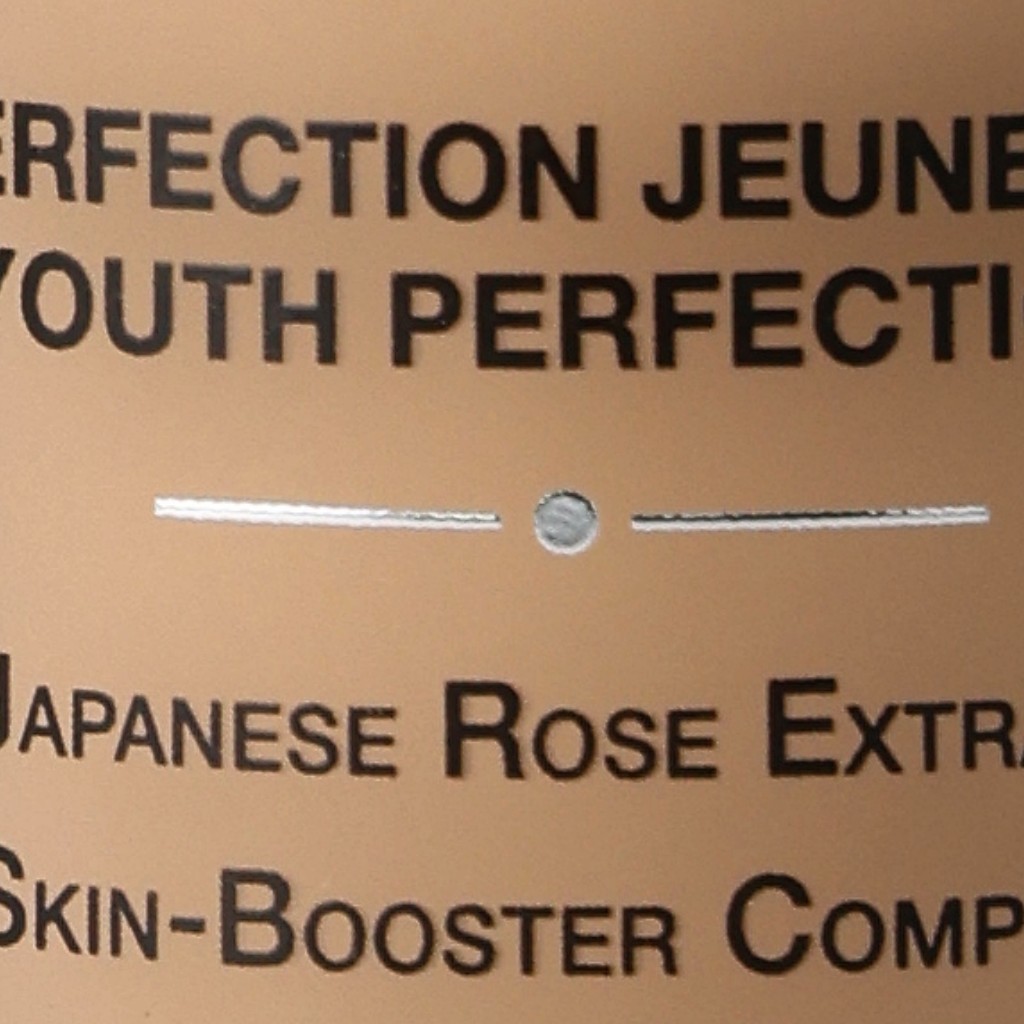 ERFECTION JEUNE
YOUTH PERFECTI
JAPANESE ROSE EXTRA
SKIN-BOOSTER COMP